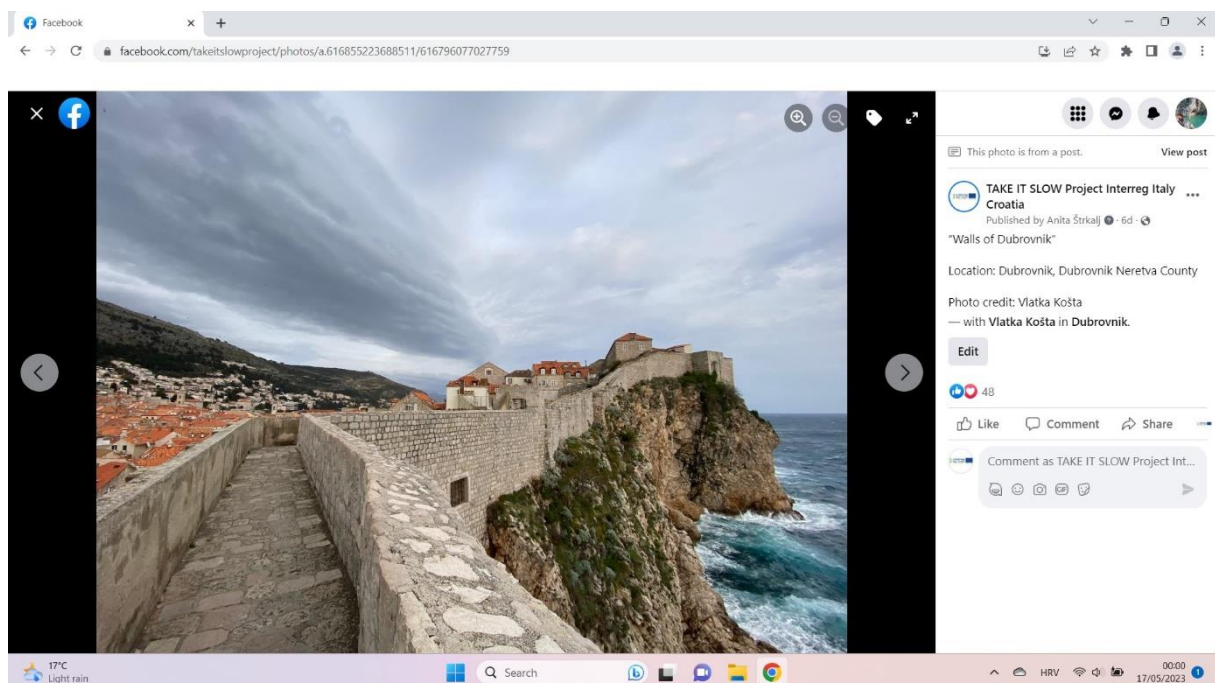 Facebook
facebook.com/takeitslowproject/photos/a.616855223688511/616796077027759
This photo is from a post. View post
TAKE IT SLOW Project Interreg Italy
Croatia
Published by Anita Štrkalj · 6d ·
"Walls of Dubrovnik"
Location: Dubrovnik, Dubrovnik Neretva County
Photo credit: Vlatka Košta
— with Vlatka Košta in Dubrovnik.
Edit
48
Like Comment Share
Comment as TAKE IT SLOW Project Int...
GIF
17°C
Light rain
Search
HRV
00:00
17/05/2023
1